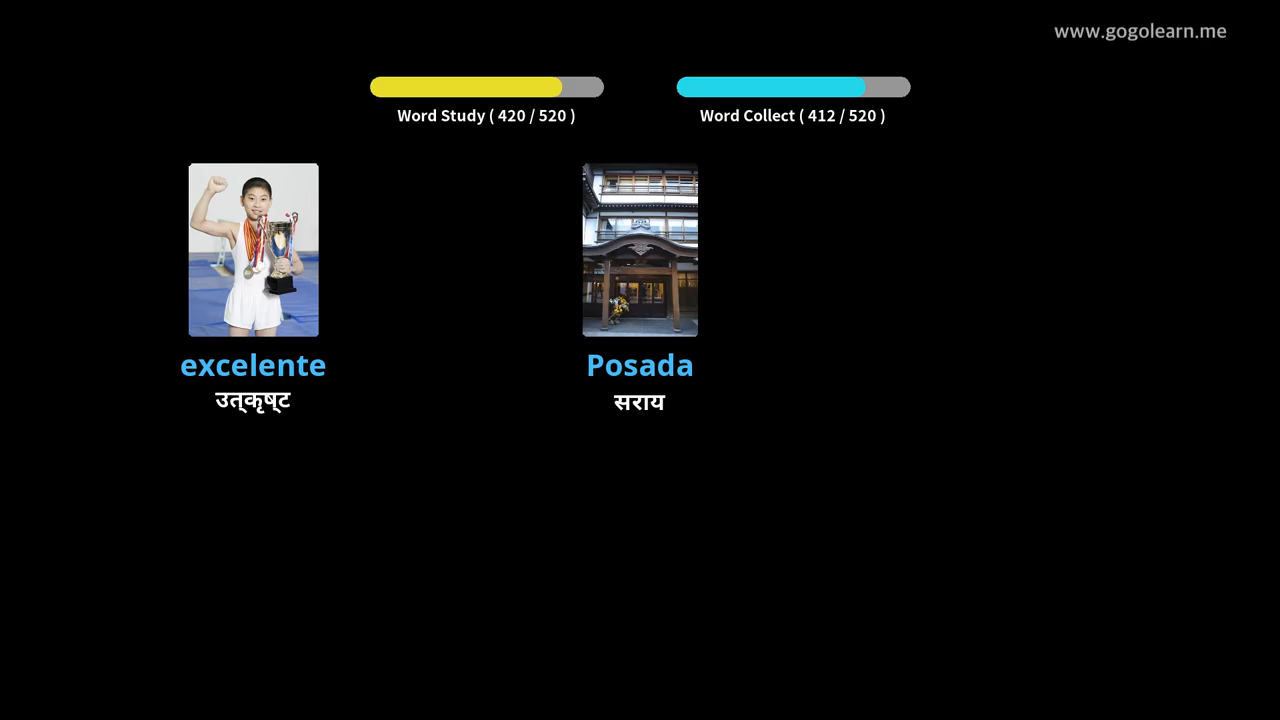 www.gogolearn.me
Word Study ( 420 / 520 )
Word Collect ( 412 / 520 )
excelente
उत्कृष्ट
Posada
सराय